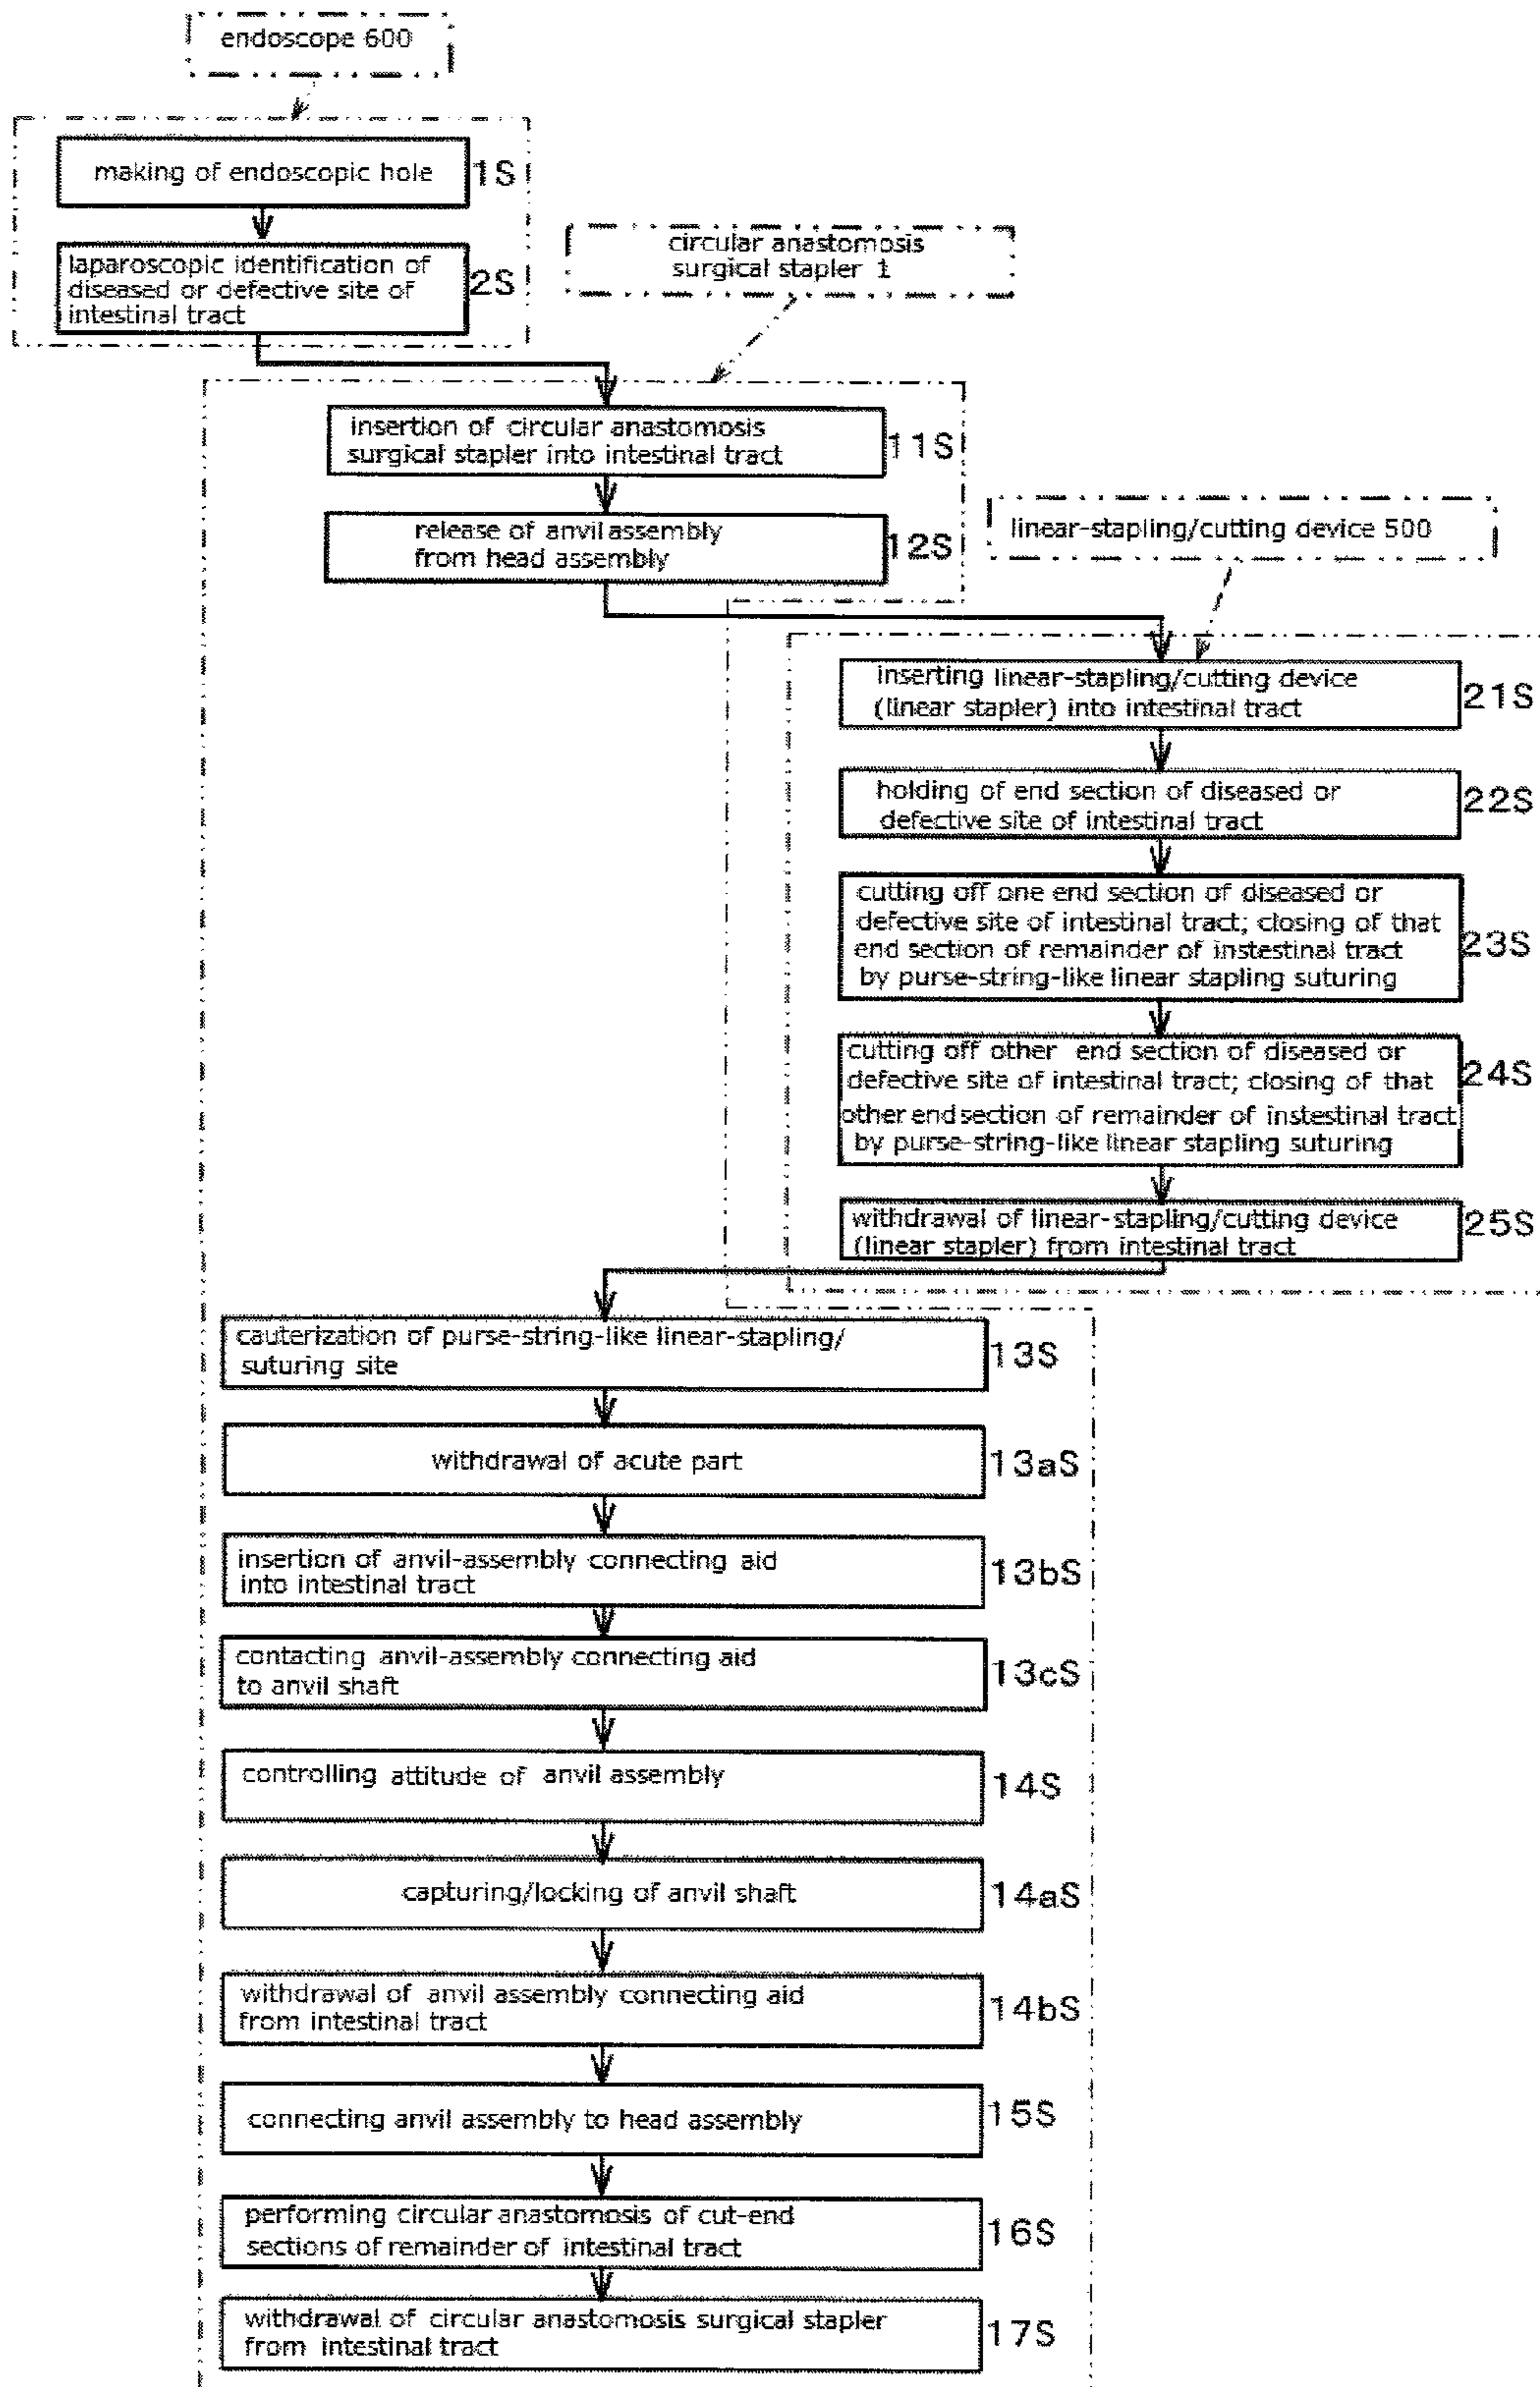 endoscope 600
making of endoscopic hole
1S
laparoscopic identification of
diseased or defective site of
intestinal tract
2S
circular anastomosis
surgical stapler 1
insertion of circular anastomosis
surgical stapler into intestinal tract
11S
release of anvil assembly
from head assembly
12S
linear-stapling/cutting device 500
inserting linear-stapling/cutting device
(linear stapler) into intestinal tract
21S
holding of end section of diseased or
defective site of intestinal tract
22S
cutting off one end section of diseased or
defective site of intestinal tract; closing of that
end section of remainder of instestinal tract
by purse-string-like linear stapling suturing
23S
cutting off other end section of diseased or
defective site of intestinal tract; closing of that
other end section of remainder of instestinal tract
by purse-string-like linear stapling suturing
24S
withdrawal of linear-stapling/cutting device
(linear stapler) from intestinal tract
25S
cauterization of purse-string-like linear-stapling/
suturing site
13S
withdrawal of acute part
13aS
insertion of anvil-assembly connecting aid
into intestinal tract
13bS
contacting anvil-assembly connecting aid
to anvil shaft
13cS
controlling attitude of anvil assembly
14S
capturing/locking of anvil shaft
14aS
withdrawal of anvil assembly connecting aid
from intestinal tract
14bS
connecting anvil assembly to head assembly
15S
performing circular anastomosis of cut-end
sections of remainder of intestinal tract
16S
withdrawal of circular anastomosis surgical stapler
from intestinal tract
17S